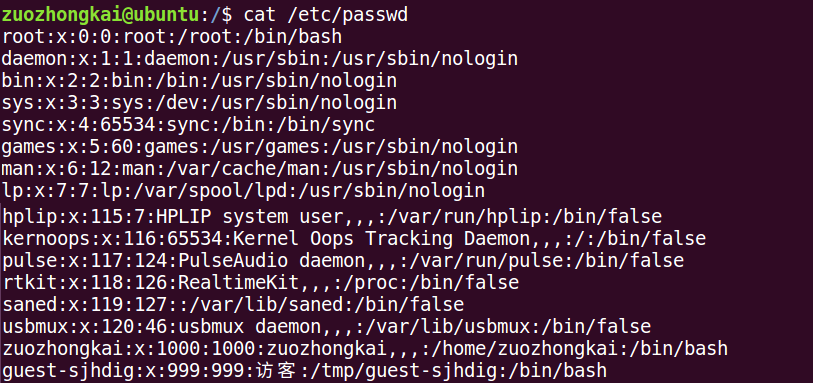 zuozhongkai@ubuntu:/$ cat /etc/passwd
root:x:0:0:root:/root:/bin/bash
daemon:x:1:1:daemon:/usr/sbin:/usr/sbin/nologin
bin:x:2:2:bin:/bin:/usr/sbin/nologin
sys:x:3:3:sys:/dev:/usr/sbin/nologin
sync:x:4:65534:sync:/bin:/bin/sync
games:x:5:60:games:/usr/games:/usr/sbin/nologin
man:x:6:12:man:/var/cache/man:/usr/sbin/nologin
lp:x:7:7:lp:/var/spool/lpd:/usr/sbin/nologin
hplip:x:115:7:HPLIP system user,,,:/var/run/hplip:/bin/false
kernoops:x:116:65534:Kernel Oops Tracking Daemon,,,:/:/bin/false
pulse:x:117:124:PulseAudio daemon,,,:/var/run/pulse:/bin/false
rtkit:x:118:126:RealtimeKit,,,:/proc:/bin/false
saned:x:119:127::/var/lib/saned:/bin/false
usbmux:x:120:46:usbmux daemon,,,:/var/lib/usbmux:/bin/false
zuozhongkai:x:1000:1000:zuozhongkai,,,:/home/zuozhongkai:/bin/bash
guest-sjhdig:x:999:999:访客:/tmp/guest-sjhdig:/bin/bash